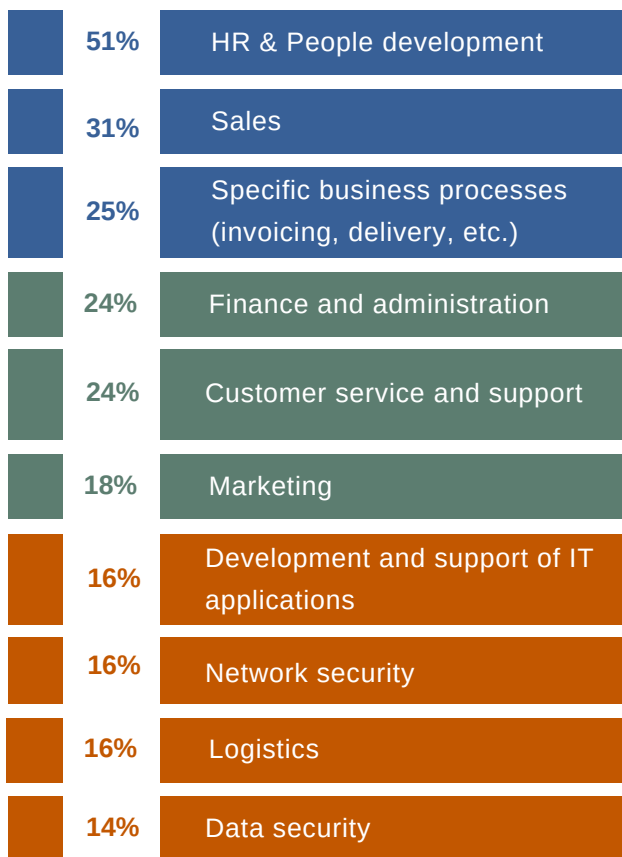 51% HR & People development
31% Sales
25% Specific business processes
(invoicing, delivery, etc.)
24% Finance and administration
24% Customer service and support
18% Marketing
16% Development and support of IT
applications
16% Network security
16% Logistics
14% Data security